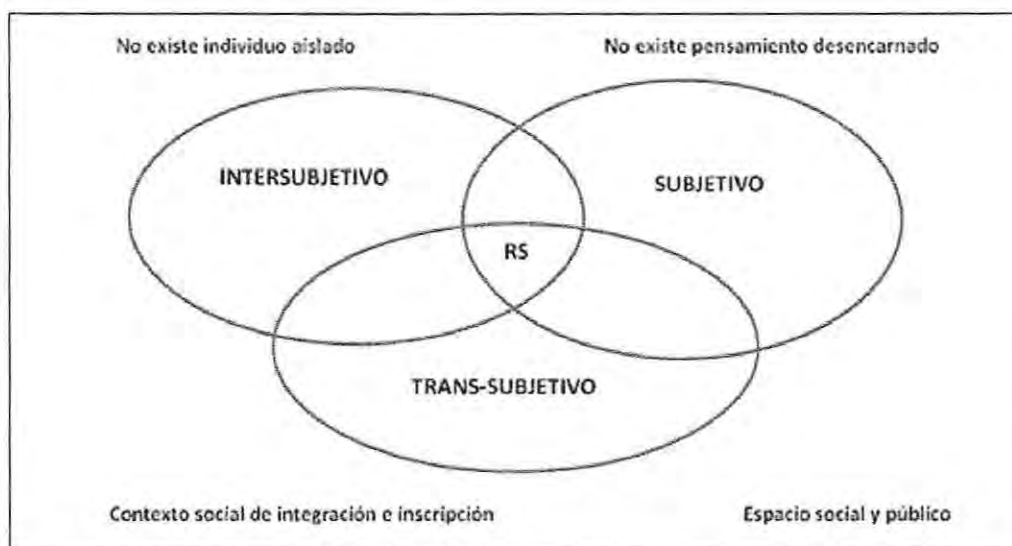 No existe individuo aislado
No existe pensamiento desencarnado
INTERSUBJETIVO
SUBJETIVO
RS
TRANS-SUBJETIVO
Contexto social de integración e inscripción
Espacio social y público